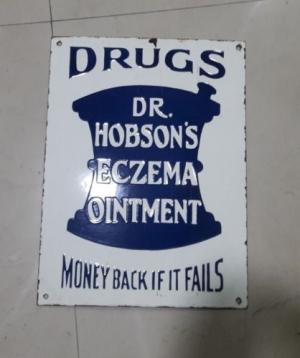 DRUGS
DR.
HOBSON'S
ECZEMA
OINTMENT
MONEY BACK IF IT FAILS